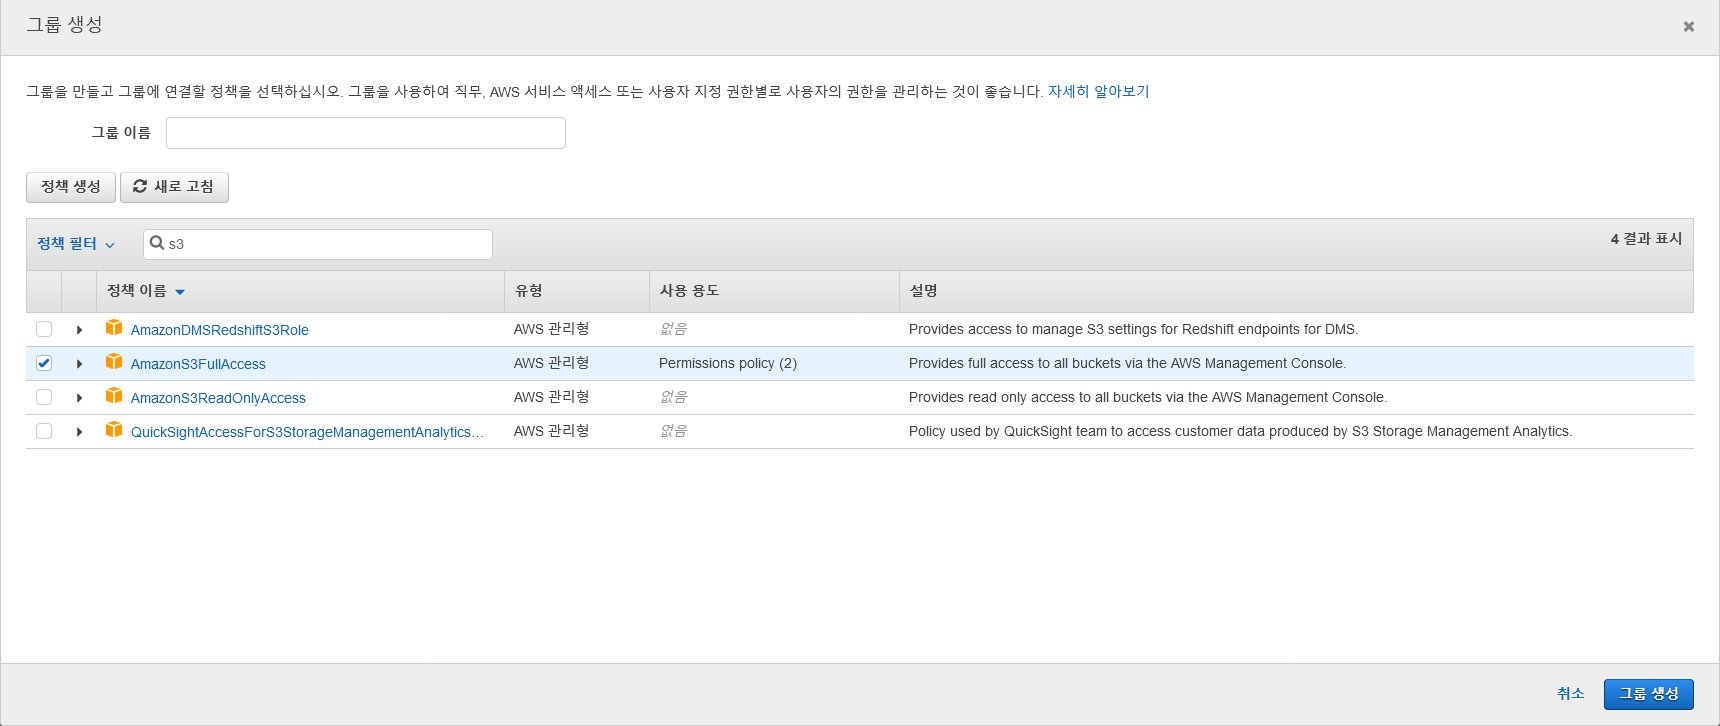 그룹 생성
그룹을 만들고 그룹에 연결할 정책을 선택하십시오. 그룹을 사용하여 직무, AWS 서비스 액세스 또는 사용자 지정 권한별로 사용자의 권한을 관리하는 것이 좋습니다. 자세히 알아보기
그룹 이름
정책 생성 새로 고침
정책 필터 s3 4 결과 표시
정책 이름 유형 사용 용도 설명
AmazonDMSRedshiftS3Role AWS 관리형 없음 Provides access to manage S3 settings for Redshift endpoints for DMS.
AmazonS3FullAccess AWS 관리형 Permissions policy (2) Provides full access to all buckets via the AWS Management Console.
AmazonS3ReadOnlyAccess AWS 관리형 없음 Provides read only access to all buckets via the AWS Management Console.
QuickSightAccessForS3StorageManagementAnalytics... AWS 관리형 없음 Policy used by QuickSight team to access customer data produced by S3 Storage Management Analytics.
취소 그룹 생성